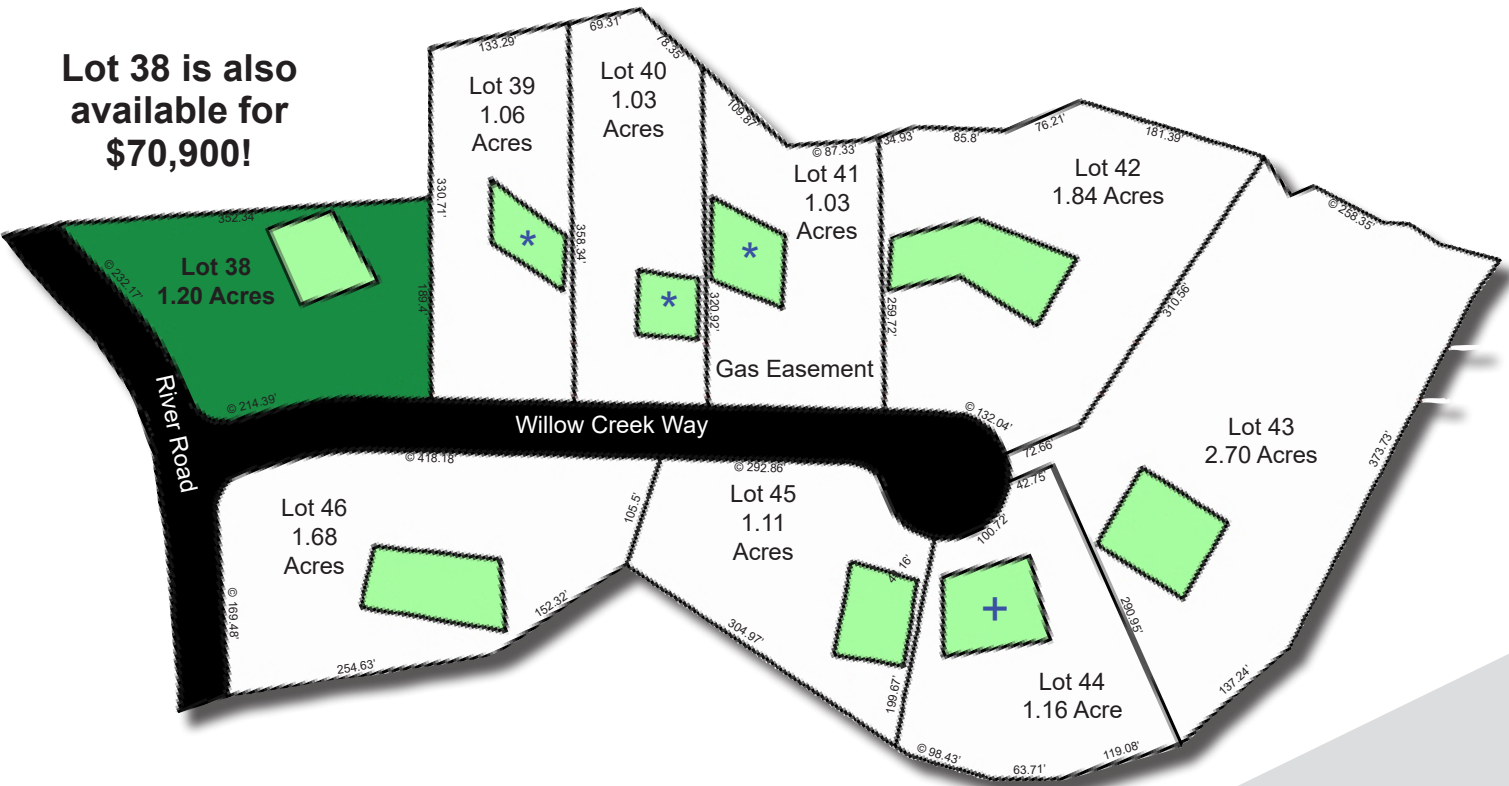 Lot 38 is also
available for
$70,900!
133.29'
69.31'
78.35'
109.87'
© 87.33'
34.93'
85.8'
76.21'
181.39'
© 258.35'
Lot 39
1.06
Acres
Lot 40
1.03
Acres
Lot 41
1.03
Acres
Lot 42
1.84 Acres
352.34'
330.71'
358.34'
320.92'
259.72'
310.56'
© 232.17'
Lot 38
1.20 Acres
189.4'
*
*
*
Gas Easement
© 214.39'
River Road
Willow Creek Way
© 132.04'
72.66'
42.75'
100.72'
Lot 43
2.70 Acres
373.73'
© 418.18'
© 292.86'
Lot 46
1.68
Acres
105.5'
Lot 45
1.11
Acres
© 169.48'
152.32'
254.63'
304.97'
199.67'
+
290.95'
Lot 44
1.16 Acre
137.24'
© 98.43'
63.71'
119.08'